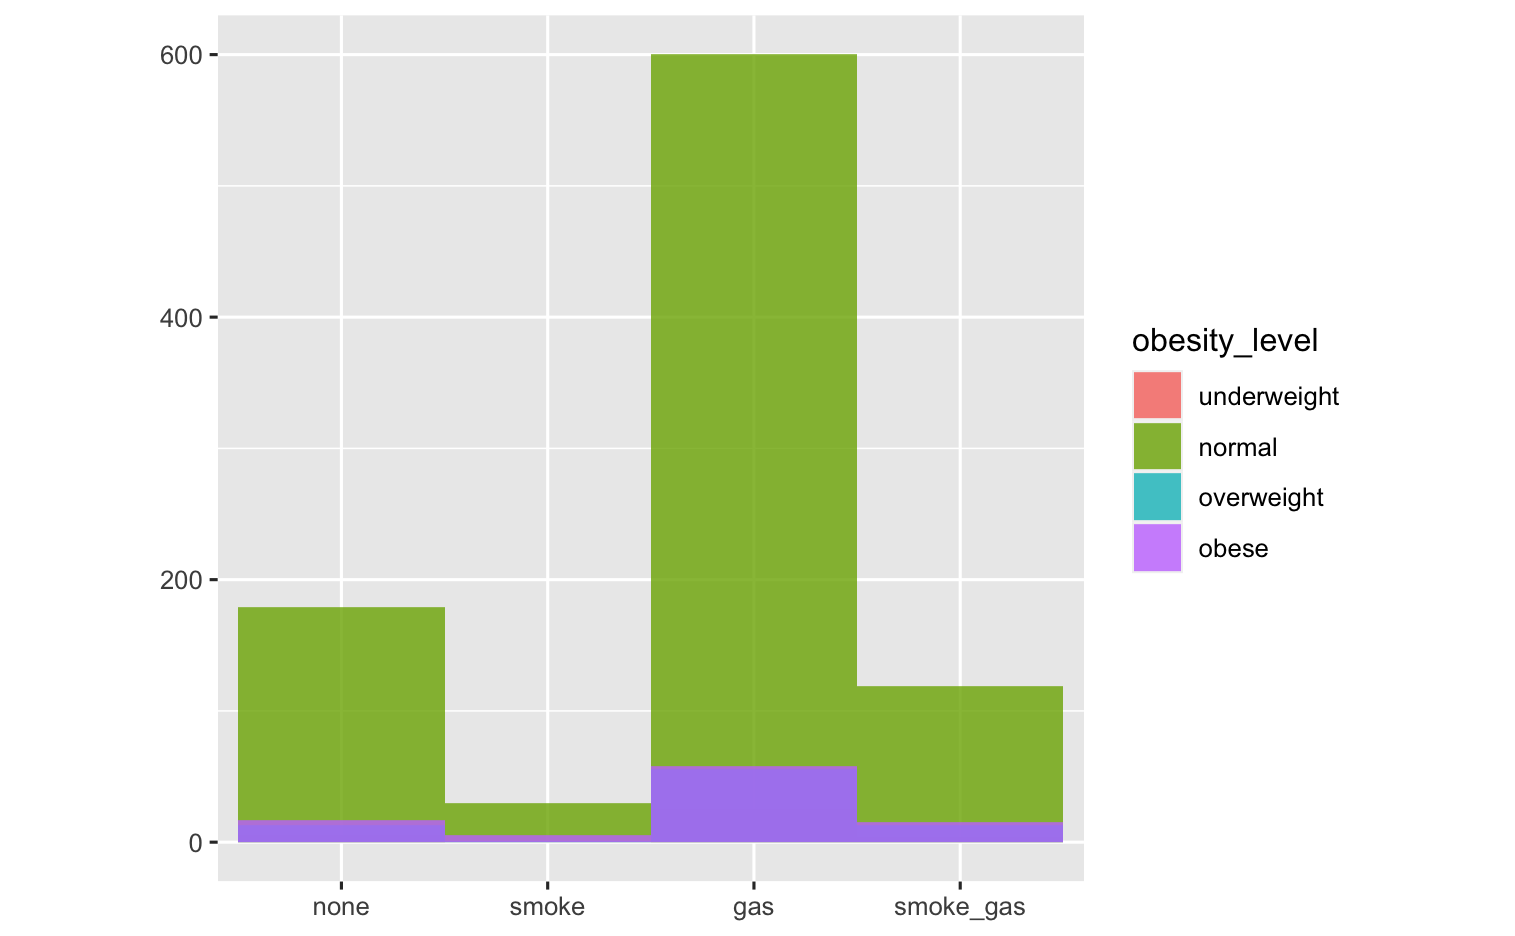 600
400
200
0
none smoke gas smoke_gas
obesity_level
underweight
normal
overweight
obese